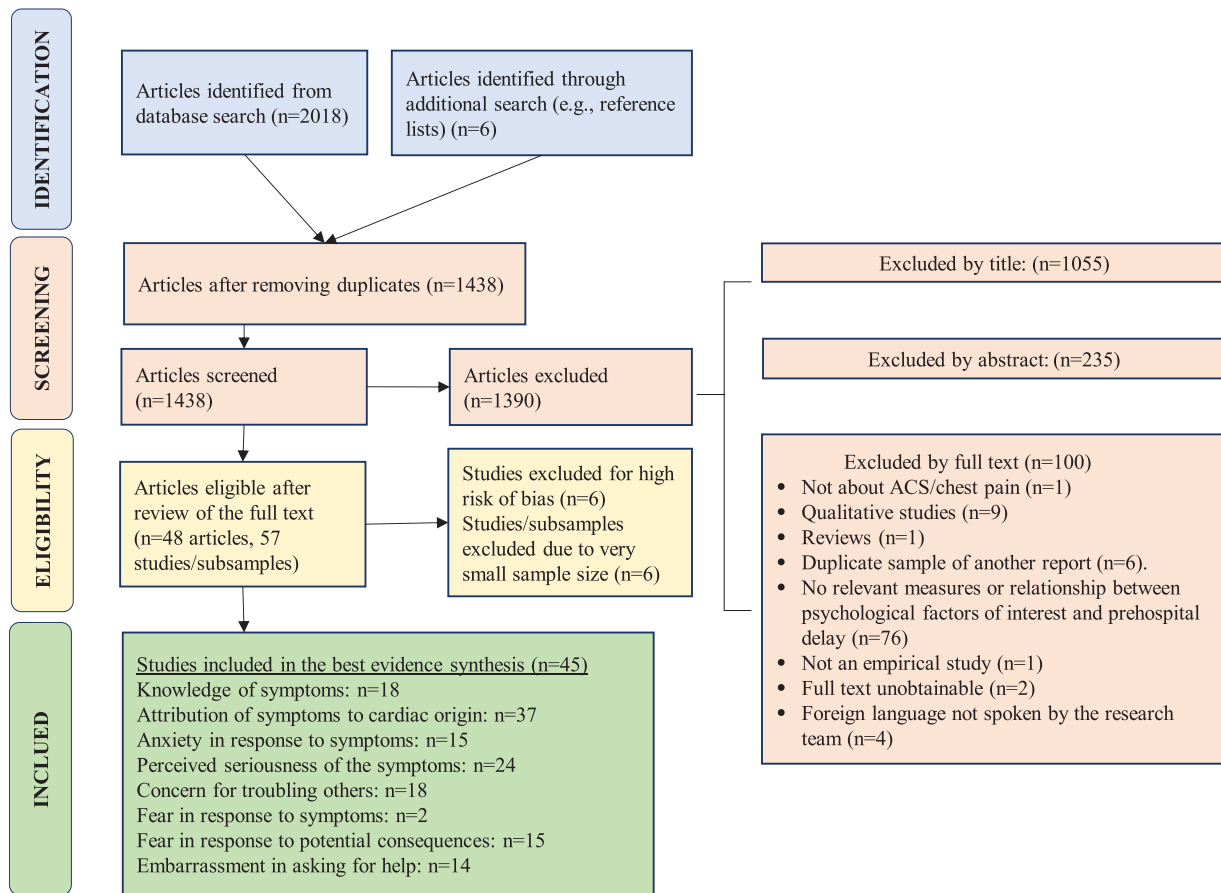 IDENTIFICATION
Articles identified from
database search (n=2018)
Articles identified through
additional search (e.g., reference
lists) (n=6)
SCREENING
Articles after removing duplicates (n=1438)
Articles screened
(n=1438)
Articles excluded
(n=1390)
Excluded by title: (n=1055)
Excluded by abstract: (n=235)
Excluded by full text (n=100)
• Not about ACS/chest pain (n=1)
• Qualitative studies (n=9)
• Reviews (n=1)
• Duplicate sample of another report (n=6).
• No relevant measures or relationship between
psychological factors of interest and prehospital
delay (n=76)
• Not an empirical study (n=1)
• Full text unobtainable (n=2)
• Foreign language not spoken by the research
team (n=4)
ELIGIBILITY
Articles eligible after
review of the full text
(n=48 articles, 57
studies/subsamples)
Studies excluded for high
risk of bias (n=6)
Studies/subsamples
excluded due to very
small sample size (n=6)
INCLUED
Studies included in the best evidence synthesis (n=45)
Knowledge of symptoms: n=18
Attribution of symptoms to cardiac origin: n=37
Anxiety in response to symptoms: n=15
Perceived seriousness of the symptoms: n=24
Concern for troubling others: n=18
Fear in response to symptoms: n=2
Fear in response to potential consequences: n=15
Embarrassment in asking for help: n=14